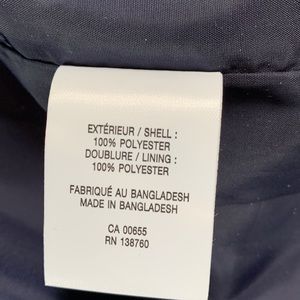 EXTÉRIEUR / SHELL :
100% POLYESTER
DOUBLURE / LINING :
100% POLYESTER
FABRIQUÉ AU BANGLADESH
MADE IN BANGLADESH
CA 00655
RN 138760